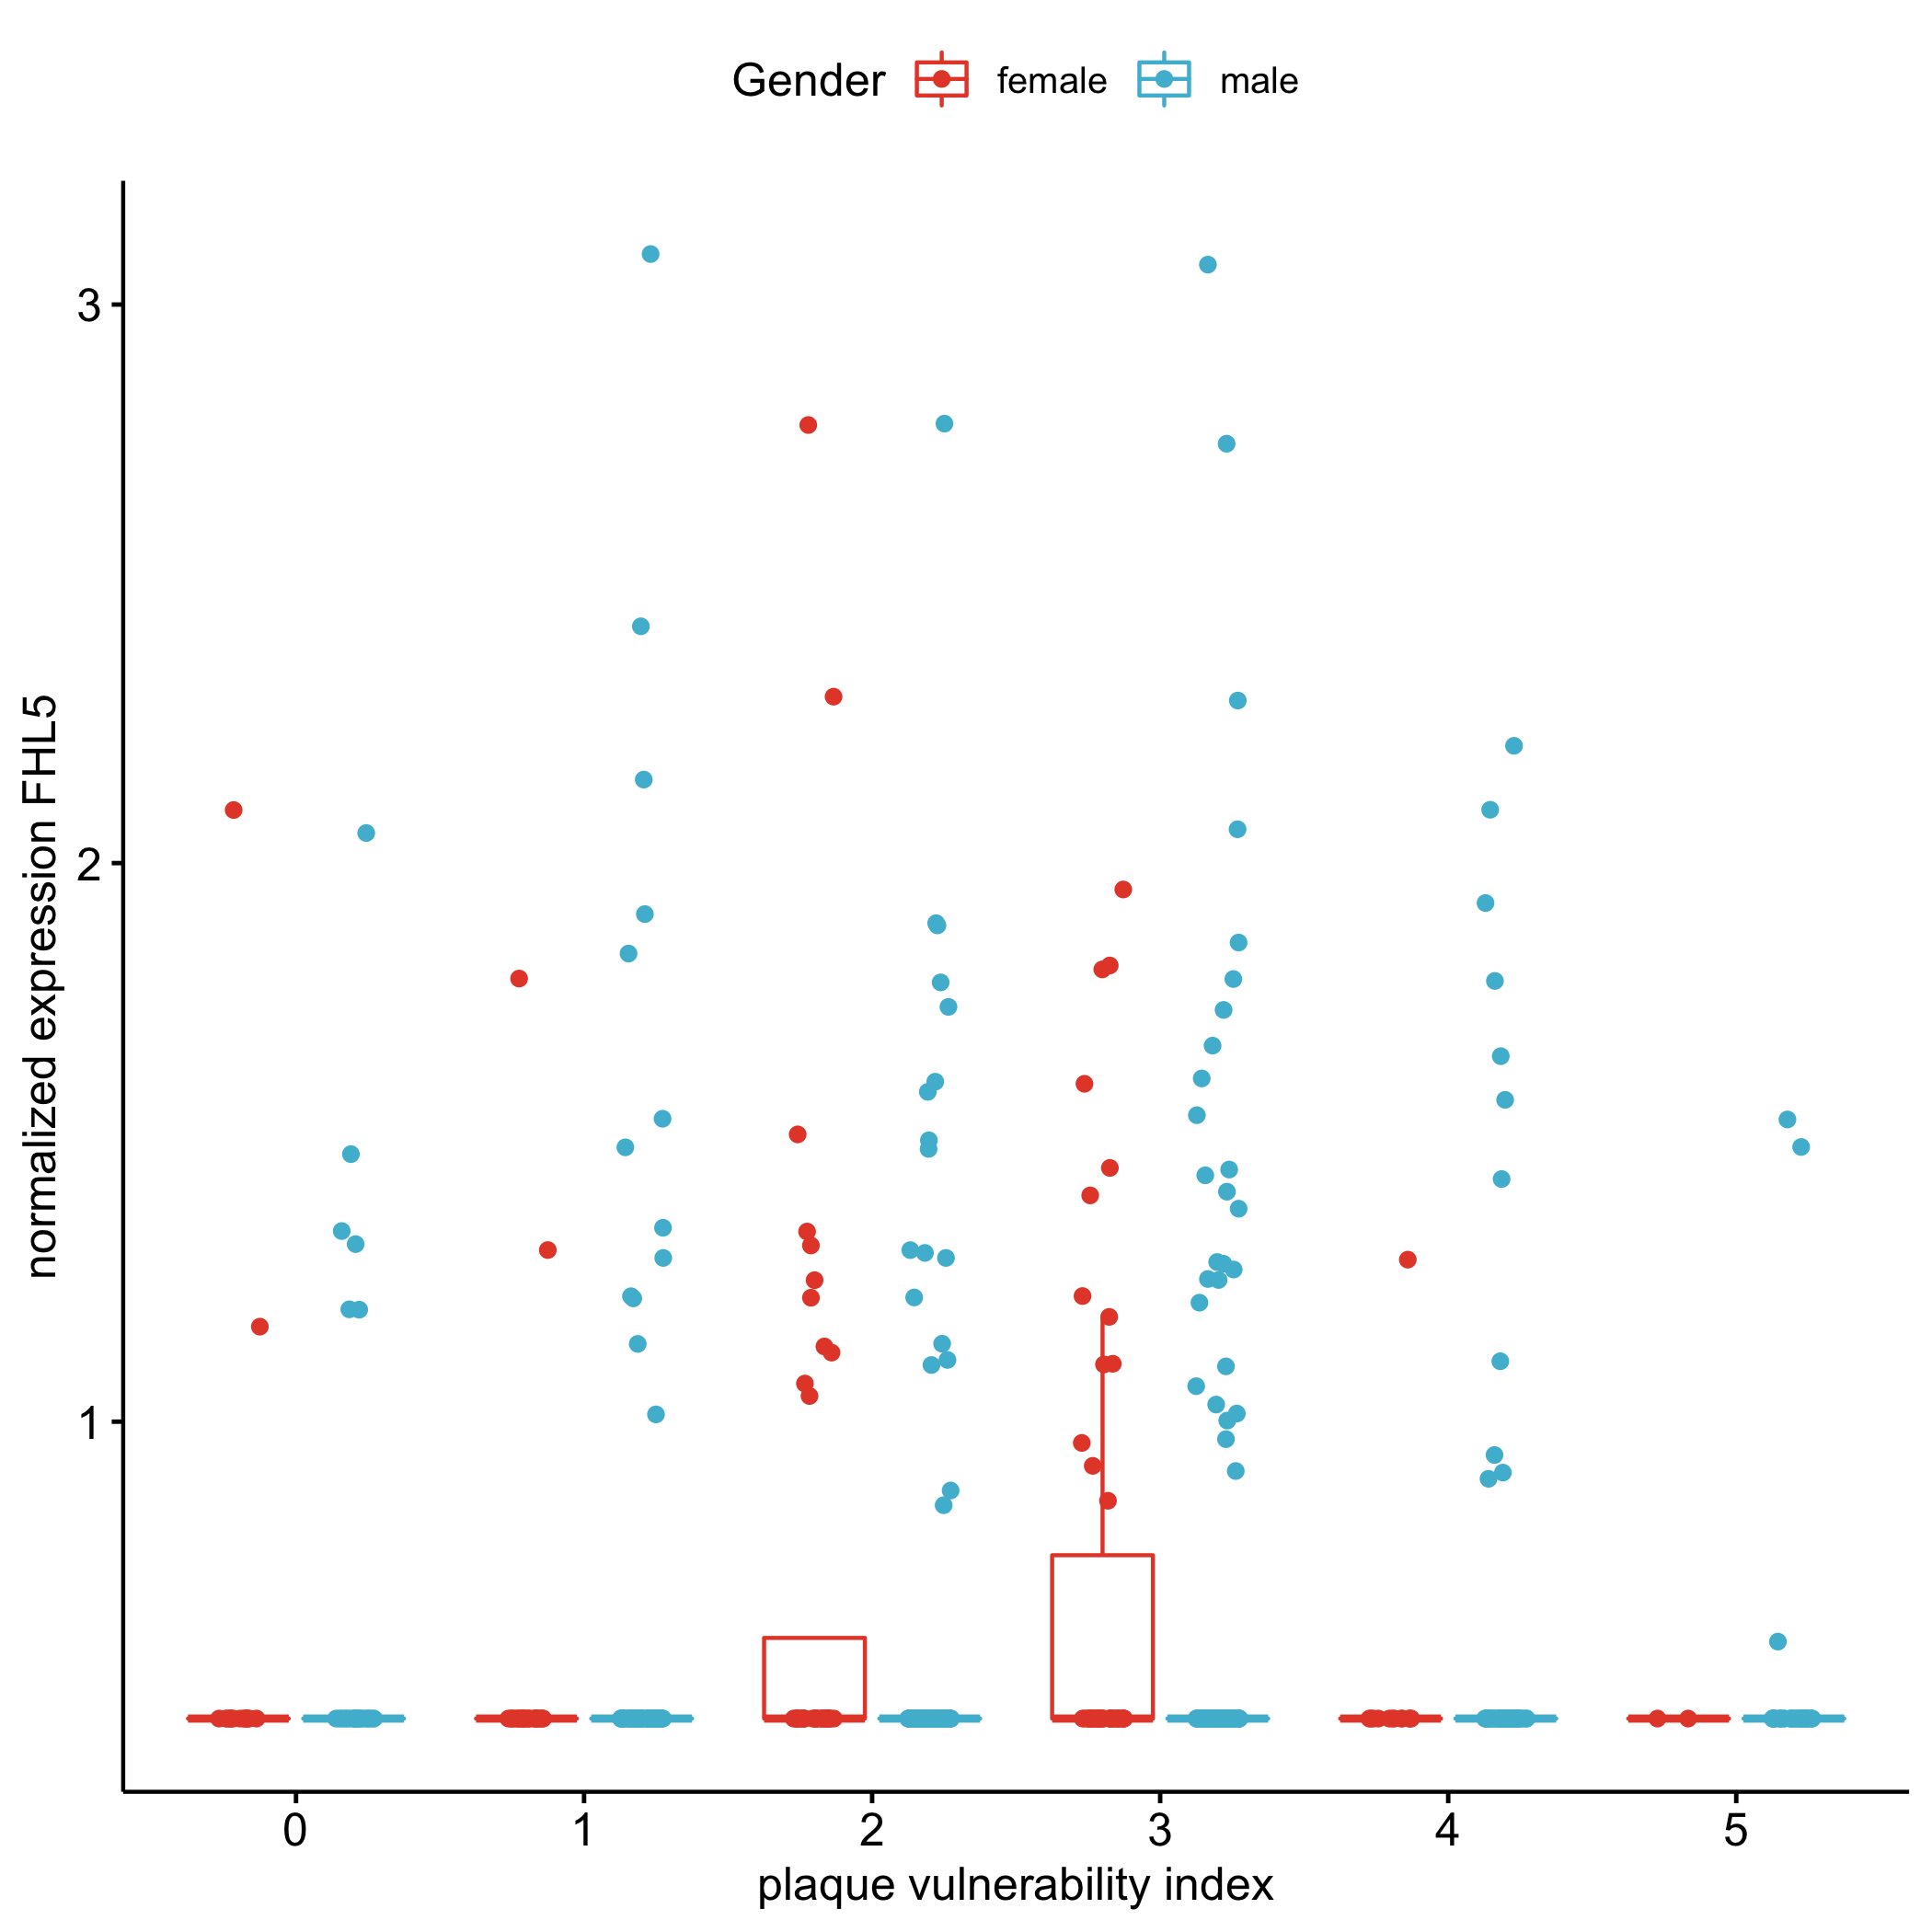 Gender female male
3
2
1
normalized expression FHL5
0 1 2 3 4 5
plaque vulnerability index